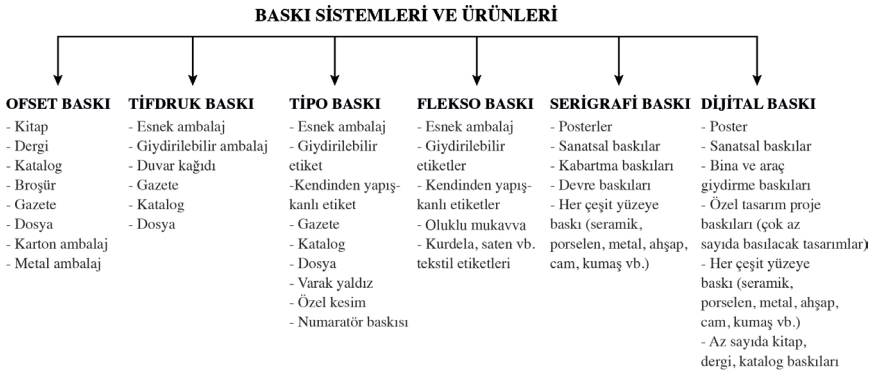 BASKI SİSTEMLERİ VE ÜRÜNLERİ
OFSET BASKI
- Kitap
- Dergi
- Katalog
- Broşür
- Gazete
- Dosya
- Karton ambalaj
- Metal ambalaj
TİFDRUK BASKI
- Esnek ambalaj
- Giydirilebilir ambalaj
- Duvar kağıdı
- Gazete
- Katalog
- Dosya
TİPO BASKI
- Esnek ambalaj
- Giydirilebilir
etiket
-Kendinden yapış-
kanlı etiket
- Gazete
- Katalog
- Dosya
- Varak yaldız
- Özel kesim
- Numaratör baskısı
FLEKSO BASKI
- Esnek ambalaj
- Giydirilebilir
etiketler
- Kendinden yapış-
kanlı etiketler
- Oluklu mukavva
- Kurdela, saten vb.
tekstil etiketleri
SERİGRAFİ BASKI
- Posterler
- Sanatsal baskılar
- Kabartma baskıları
- Devre baskıları
- Her çeşit yüzeye
baskı (seramik,
porselen, metal, ahşap,
cam, kumaş vb.)
DİJİTAL BASKI
- Poster
- Sanatsal baskılar
- Bina ve araç
giydirme baskıları
- Özel tasarım proje
baskıları (çok az
sayıda basılacak tasarımlar)
- Her çeşit yüzeye
baskı (seramik,
porselen, metal, ahşap,
cam, kumaş vb.)
- Az sayıda kitap,
dergi, katalog baskıları